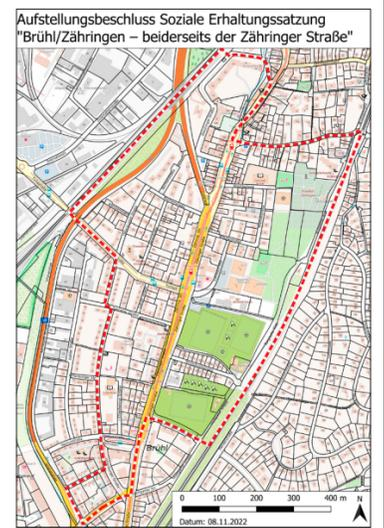 Aufstellungsbeschluss Soziale Erhaltungssatzung
"Brühl/Zähringen – beiderseits der Zähringer Straße"
Brühl
0 100 200 300 400 m
N
Datum: 08.11.2022